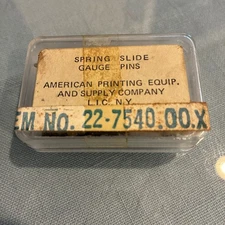 SPRING SLIDE
GAUGE PINS
AMERICAN PRINTING EQUIP.
AND SUPPLY COMPANY
L.I.C. N.Y.
M NO. 22-7540.00.X